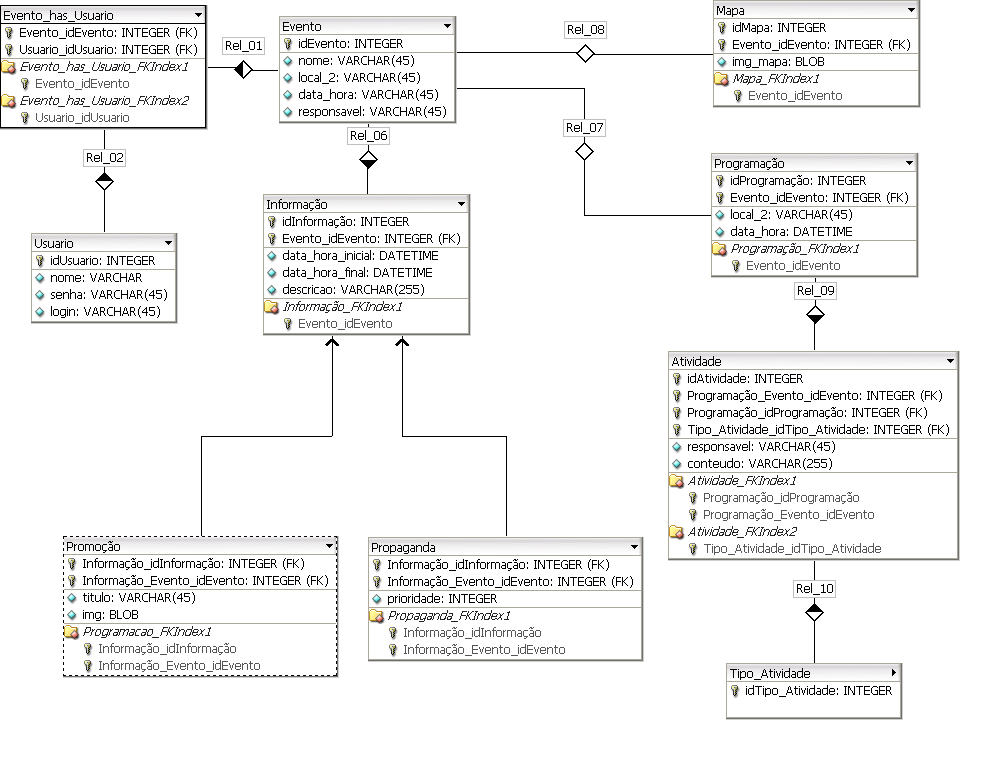 Evento_has_Usuario
Evento_idEvento: INTEGER (FK)
Usuario_idUsuario: INTEGER (FK)
Evento_has_Usuario_FKIndex1
Evento_idEvento
Evento_has_Usuario_FKIndex2
Usuario_idUsuario
Rel_01
Evento
idEvento: INTEGER
nome: VARCHAR(45)
local_2: VARCHAR(45)
data_hora: VARCHAR(45)
responsavel: VARCHAR(45)
Rel_08
Mapa
idMapa: INTEGER
Evento_idEvento: INTEGER (FK)
img_mapa: BLOB
Mapa_FKIndex1
Evento_idEvento
Rel_02
Rel_06
Rel_07
Usuario
idUsuario: INTEGER
nome: VARCHAR
senha: VARCHAR(45)
login: VARCHAR(45)
Informação
idInformação: INTEGER
Evento_idEvento: INTEGER (FK)
data_hora_inicial: DATETIME
data_hora_final: DATETIME
descricao: VARCHAR(255)
Informação_FKIndex1
Evento_idEvento
Programação
idProgramação: INTEGER
Evento_idEvento: INTEGER (FK)
local_2: VARCHAR(45)
data_hora: DATETIME
Programação_FKIndex1
Evento_idEvento
Rel_09
Atividade
idAtividade: INTEGER
Programação_Evento_idEvento: INTEGER (FK)
Programação_idProgramação: INTEGER (FK)
Tipo_Atividade_idTipo_Atividade: INTEGER (FK)
responsavel: VARCHAR(45)
conteudo: VARCHAR(255)
Atividade_FKIndex1
Programação_idProgramação
Programação_Evento_idEvento
Atividade_FKIndex2
Tipo_Atividade_idTipo_Atividade
Promoção
Informação_idInformação: INTEGER (FK)
Informação_Evento_idEvento: INTEGER (FK)
titulo: VARCHAR(45)
img: BLOB
Programacao_FKIndex1
Informação_idInformação
Informação_Evento_idEvento
Propaganda
Informação_idInformação: INTEGER (FK)
Informação_Evento_idEvento: INTEGER (FK)
prioridade: INTEGER
Propaganda_FKIndex1
Informação_idInformação
Informação_Evento_idEvento
Rel_10
Tipo_Atividade
idTipo_Atividade: INTEGER